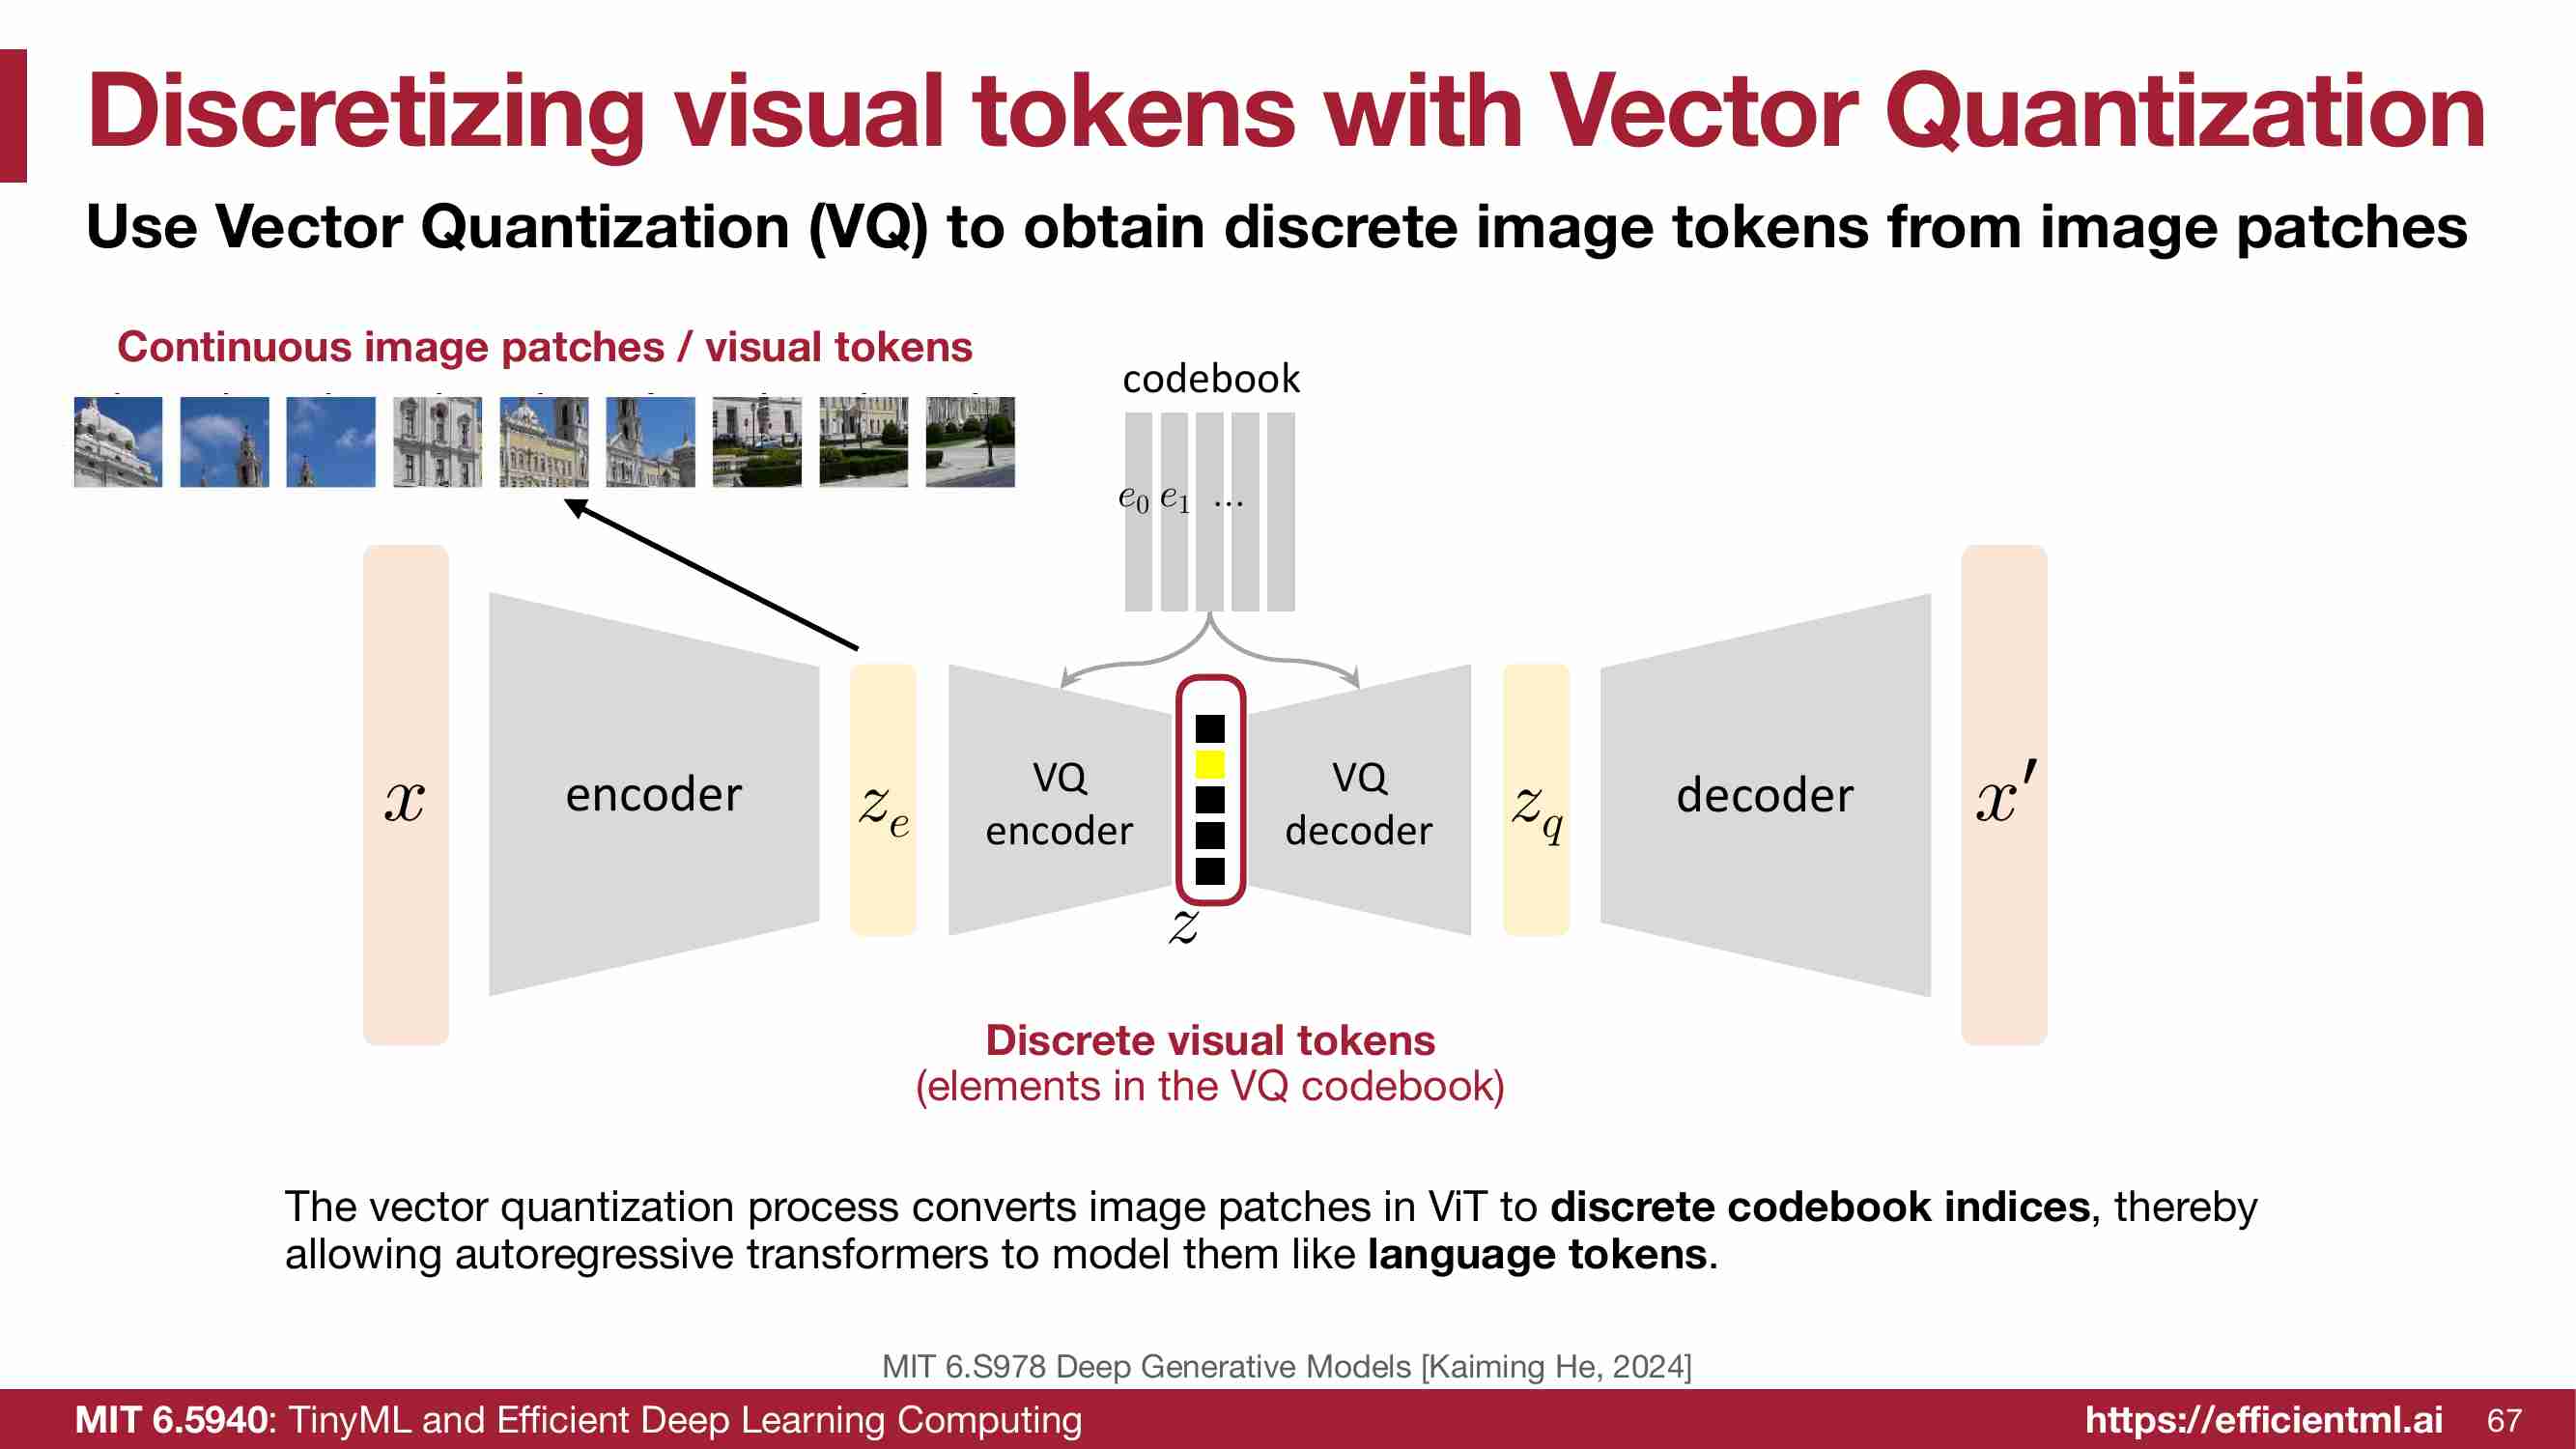 Discretizing visual tokens with Vector Quantization
Use Vector Quantization (VQ) to obtain discrete image tokens from image patches
Continuous image patches / visual tokens
codebook
e₀ e₁ ...
x
encoder
zₑ
VQ
encoder
z
VQ
decoder
z_q
decoder
x′
Discrete visual tokens
(elements in the VQ codebook)
The vector quantization process converts image patches in ViT to discrete codebook indices, thereby
allowing autoregressive transformers to model them like language tokens.
MIT 6.S978 Deep Generative Models [Kaiming He, 2024]
MIT 6.5940: TinyML and Efficient Deep Learning Computing
https://efficientml.ai 67